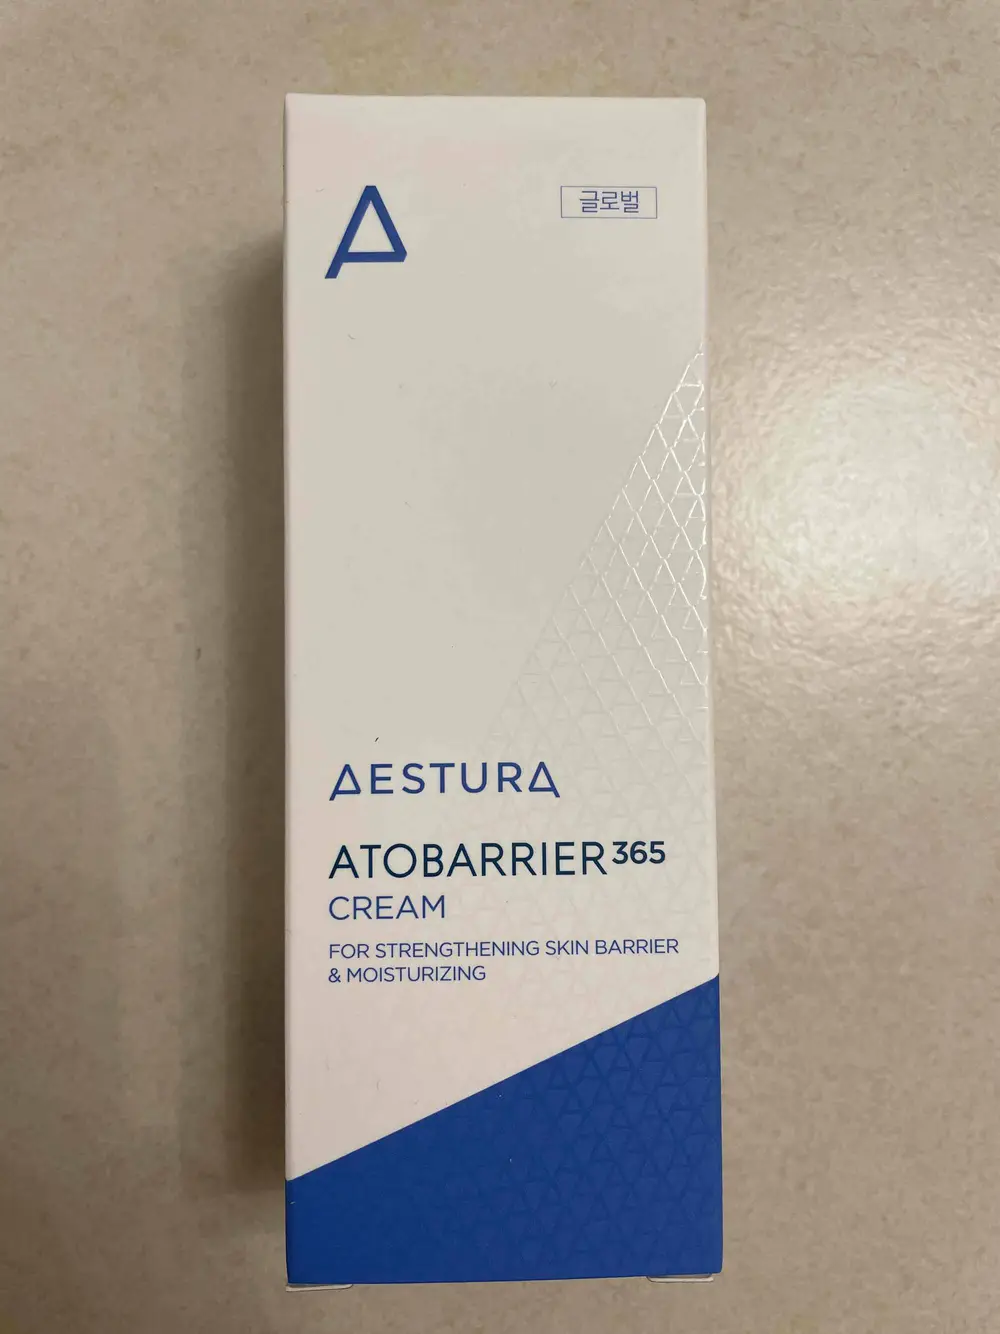 글로벌
AESTURA
ATOBARRIER365
CREAM
FOR STRENGTHENING SKIN BARRIER
& MOISTURIZING